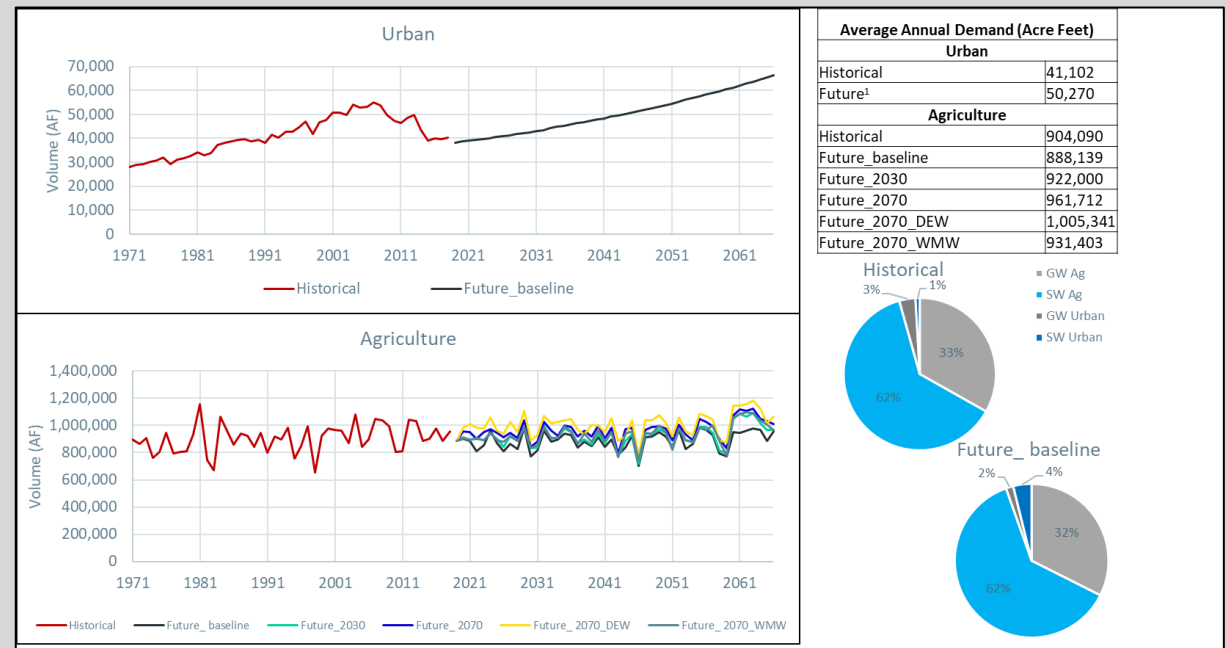 Urban
70,000
60,000
50,000
40,000
30,000
20,000
10,000
0
Volume (AF)
1971 1981 1991 2001 2011 2021 2031 2041 2051 2061
Historical Future_baseline
Agriculture
1,400,000
1,200,000
1,000,000
800,000
600,000
400,000
200,000
0
Volume (AF)
1971 1981 1991 2001 2011 2021 2031 2041 2051 2061
Historical Future_ baseline Future_2030 Future_ 2070 Future_ 2070_DEW Future_ 2070_WMW
Average Annual Demand (Acre Feet)
Urban
Historical 41,102
Future¹ 50,270
Agriculture
Historical 904,090
Future_baseline 888,139
Future_2030 922,000
Future_2070 961,712
Future_2070_DEW 1,005,341
Future_2070_WMW 931,403
Historical
3% 1%
33%
62%
GW Ag
SW Ag
GW Urban
SW Urban
Future_ baseline
2% 4%
32%
62%